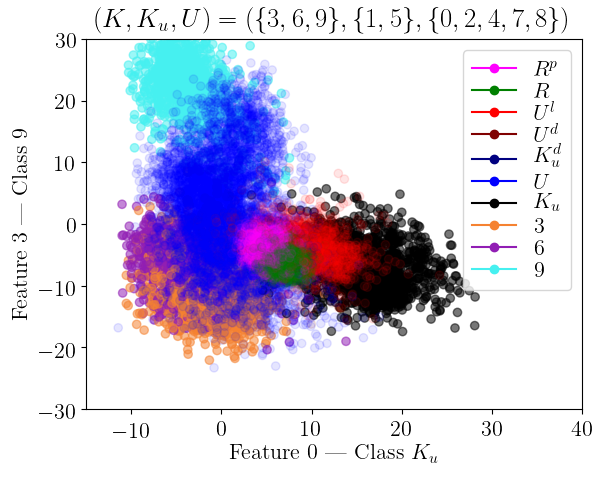 (K, K_u, U) = ({3, 6, 9}, {1, 5}, {0, 2, 4, 7, 8})
30
20
10
0
−10
−20
−30
Feature 3 — Class 9
R^p
R
U^l
U^d
K_u^d
U
K_u
3
6
9
−10 0 10 20 30 40
Feature 0 — Class K_u